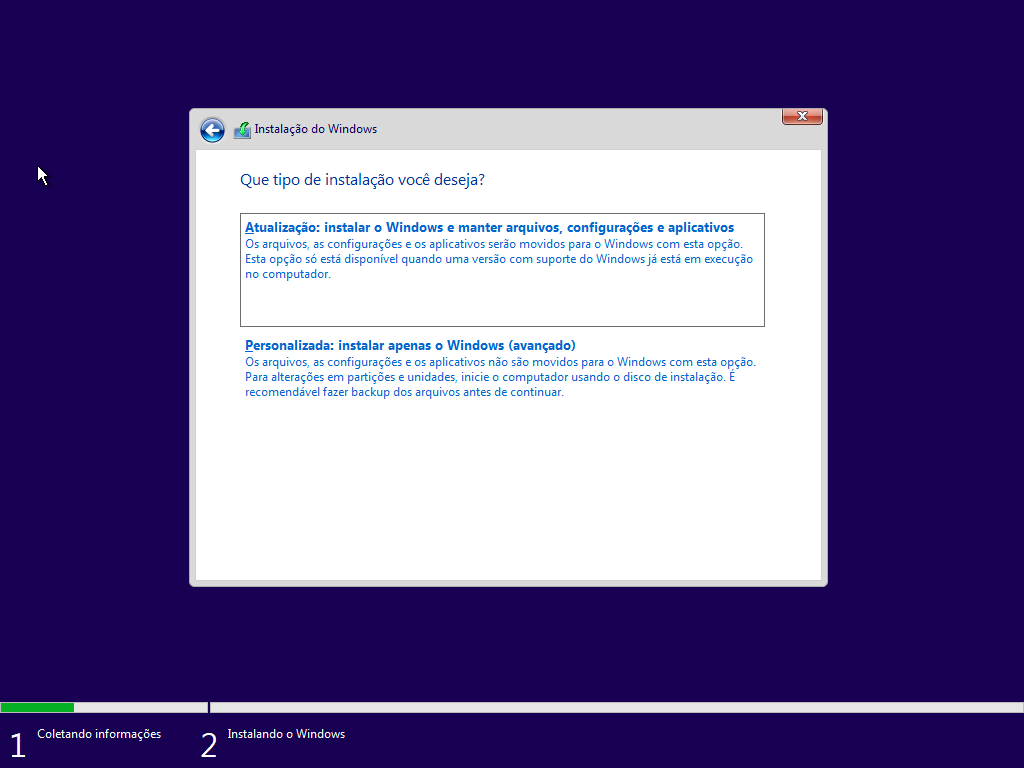 Instalação do Windows
Que tipo de instalação você deseja?
Atualização: instalar o Windows e manter arquivos, configurações e aplicativos
Os arquivos, as configurações e os aplicativos serão movidos para o Windows com esta opção.
Esta opção só está disponível quando uma versão com suporte do Windows já está em execução
no computador.
Personalizada: instalar apenas o Windows (avançado)
Os arquivos, as configurações e os aplicativos não são movidos para o Windows com esta opção.
Para alterações em partições e unidades, inicie o computador usando o disco de instalação. É
recomendável fazer backup dos arquivos antes de continuar.
1 Coletando informações
2 Instalando o Windows